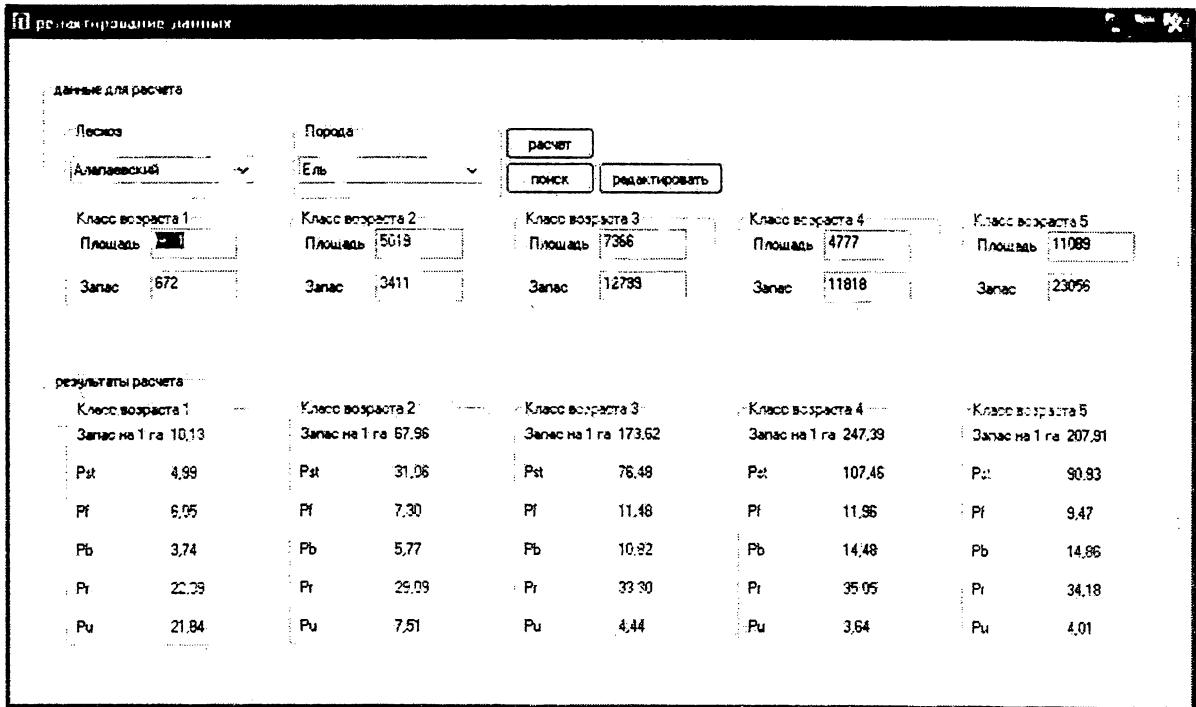 редактирование данных
данные для расчета
Лесхоз Порода расчет
Алапаевский Ель поиск редактировать
Класс возраста 1 Класс возраста 2 Класс возраста 3 Класс возраста 4 Класс возраста 5
Площадь Площадь 5019 Площадь 7366 Площадь 4777 Площадь 11089
Запас 672 Запас 3411 Запас Запас 11818 Запас 23056
результаты расчета
Класс возраста 1 Класс возраста 2 Класс возраста 3 Класс возраста 4 Класс возраста 5
Запас на 1 га 10,13 Запас на 1 га 67,96 Запас на 1 га 173,62 Запас на 1 га 247,39 Запас на 1 га 207,91
Pst 4,99 Pst 31,06 Pst 76,48 Pst 107,46 Pst 90,93
Pf 6,05 Pf 7,30 Pf 11,48 Pf 11,96 Pf 9,47
Pb 3,74 Pb 5,77 Pb 10,92 Pb 14,48 Pb 14,86
Pr 22,39 Pr 29,09 Pr 33,30 Pr 35,05 Pr 34,18
Pu 21,84 Pu 7,51 Pu 4,44 Pu 3,64 Pu 4,01